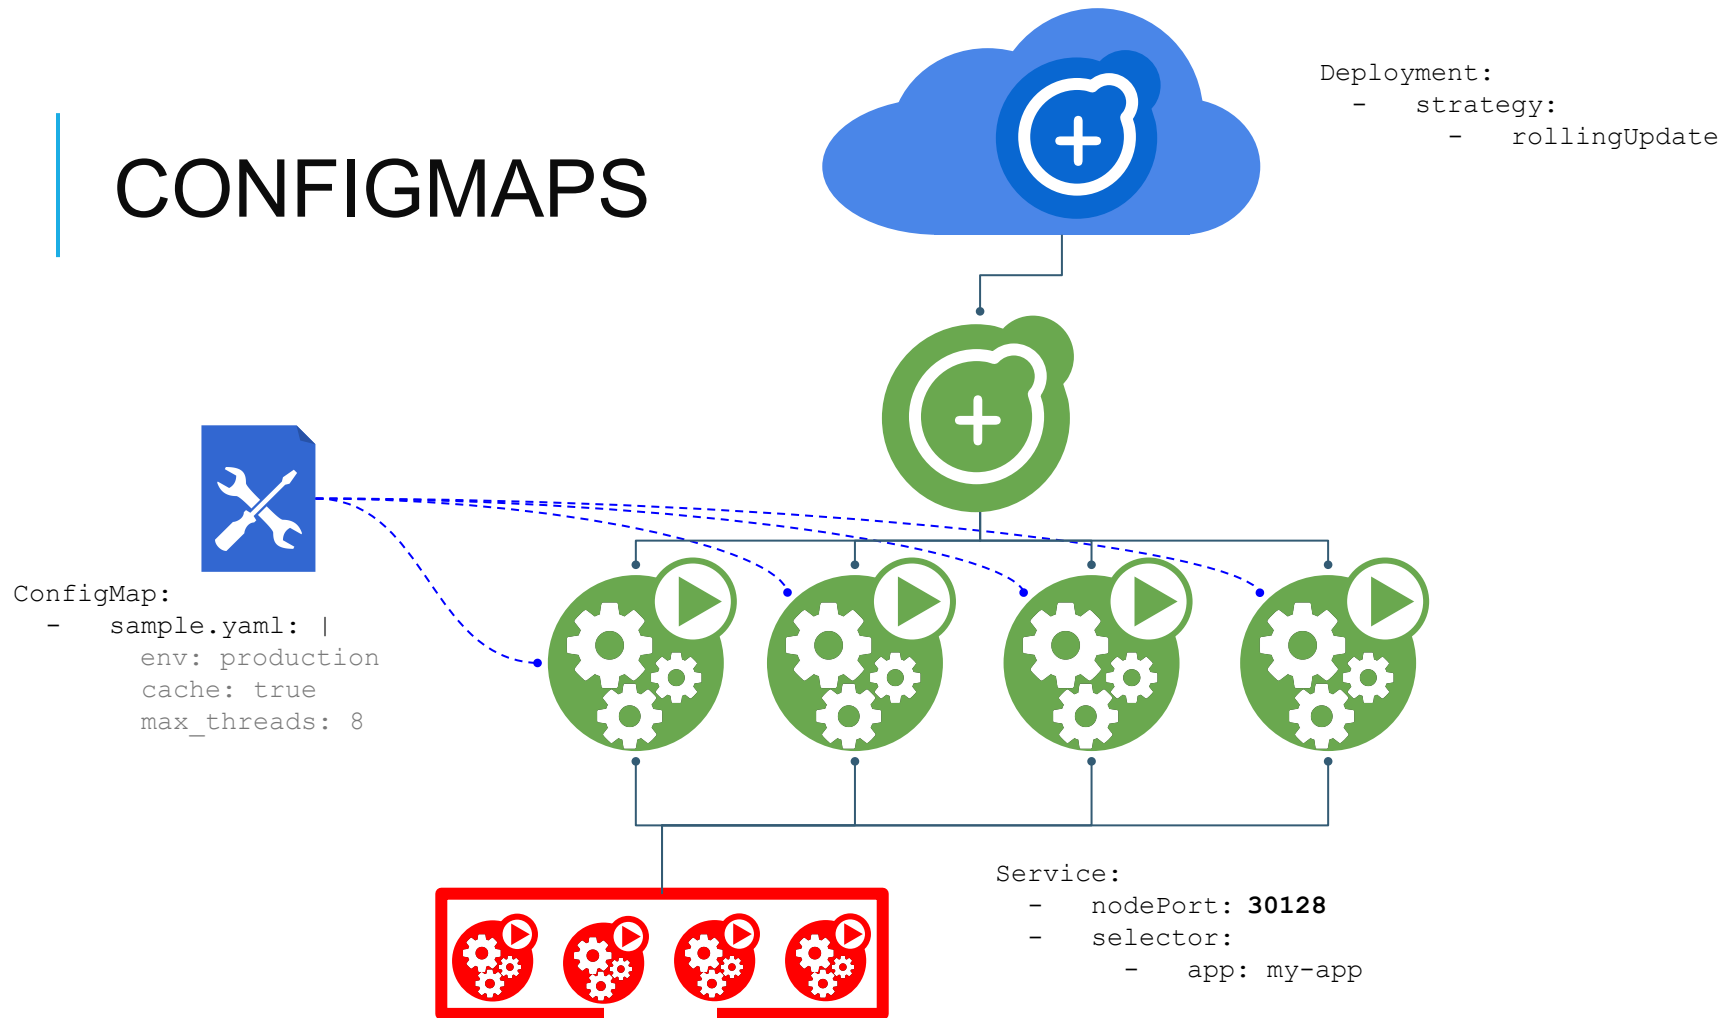 CONFIGMAPS
Deployment:
- strategy:
- rollingUpdate
ConfigMap:
- sample.yaml: |
env: production
cache: true
max_threads: 8
Service:
- nodePort: 30128
- selector:
- app: my-app